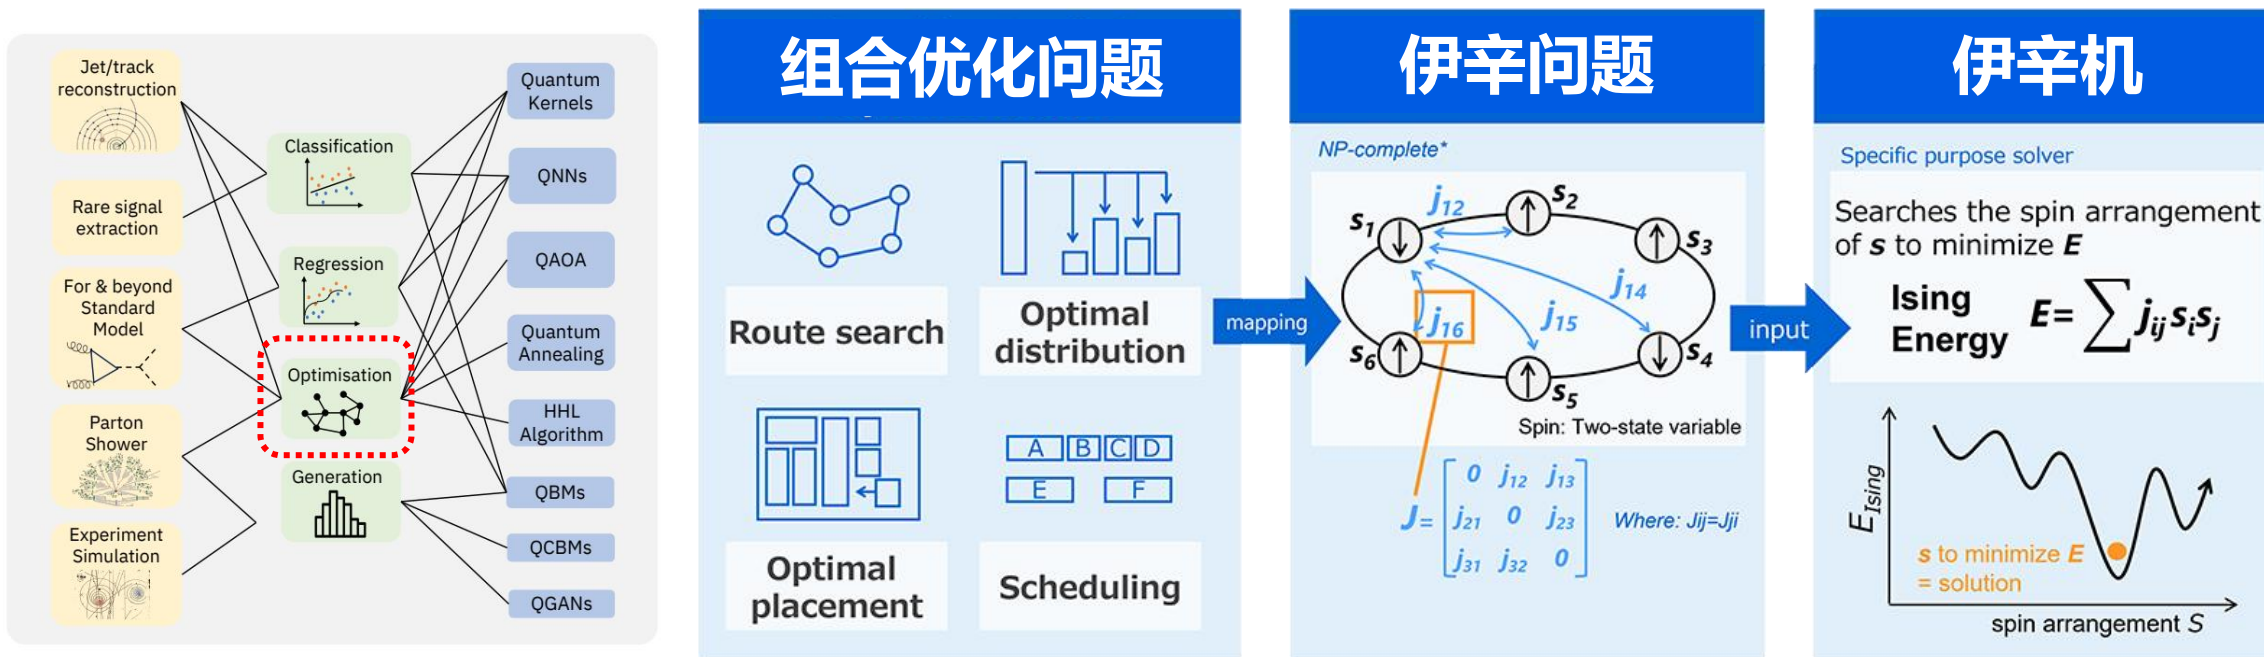 Jet/track
reconstruction
Rare signal
extraction
For & beyond
Standard
Model
Parton
Shower
Experiment
Simulation
Classification
Regression
Optimisation
Generation
Quantum
Kernels
QNNs
QAOA
Quantum
Annealing
HHL
Algorithm
QBMs
QCBMs
QGANs
组合优化问题
Route search
Optimal
distribution
A B C D
E F
Optimal
placement
Scheduling
mapping
伊辛问题
NP-complete*
s1
s2
s3
s4
s5
s6
j12
j14
j15
j16
Spin: Two-state variable
J=
0 j12 j13
j21 0 j23
j31 j32 0
Where: Jij=Jji
input
伊辛机
Specific purpose solver
Searches the spin arrangement
of s to minimize E
Ising
Energy
E= ∑ jij si sj
EIsing
s to minimize E
= solution
spin arrangement S